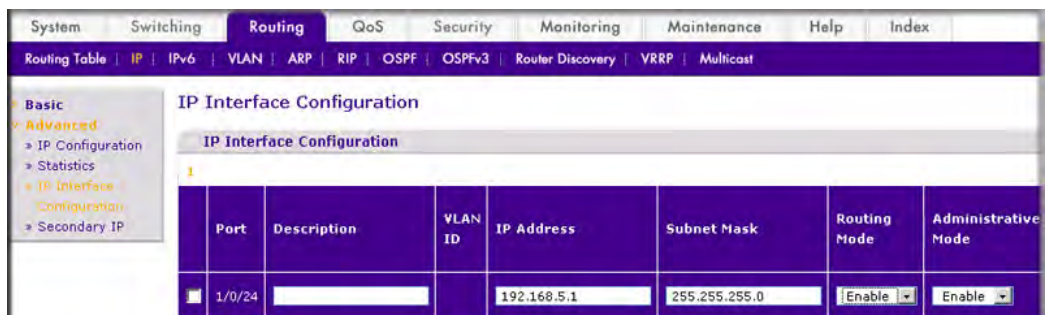 System Switching Routing QoS Security Monitoring Maintenance Help Index
Routing Table | IP | IPv6 | VLAN | ARP | RIP | OSPF | OSPFv3 | Router Discovery | VRRP | Multicast
Basic
Advanced
» IP Configuration
» Statistics
» IP Interface
Configuration
» Secondary IP
IP Interface Configuration
IP Interface Configuration
1
Port Description VLAN ID IP Address Subnet Mask Routing Mode Administrative Mode
1/0/24 192.168.5.1 255.255.255.0 Enable Enable